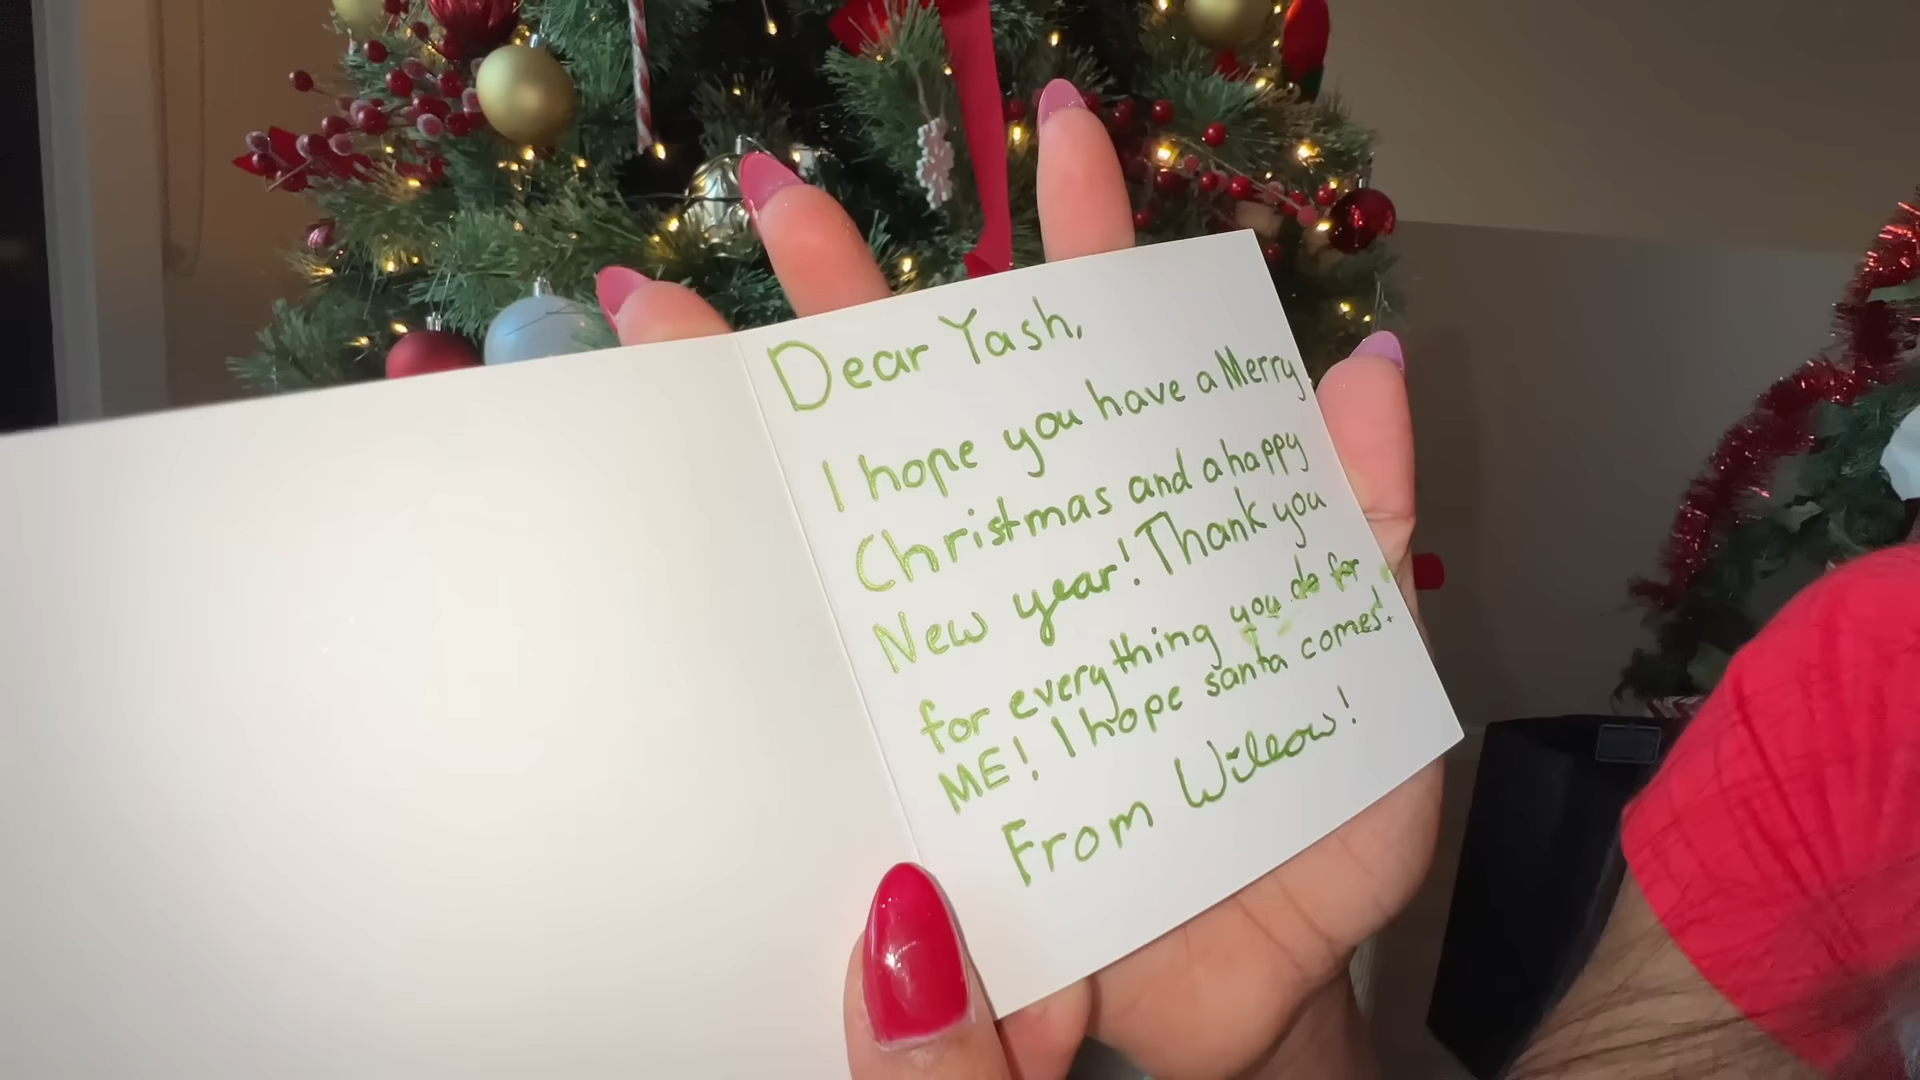 Dear Yash,
I hope you have a Merry
Christmas and a happy
New year! Thank you
for everything you do for
ME! I hope santa comes!
From Willow!